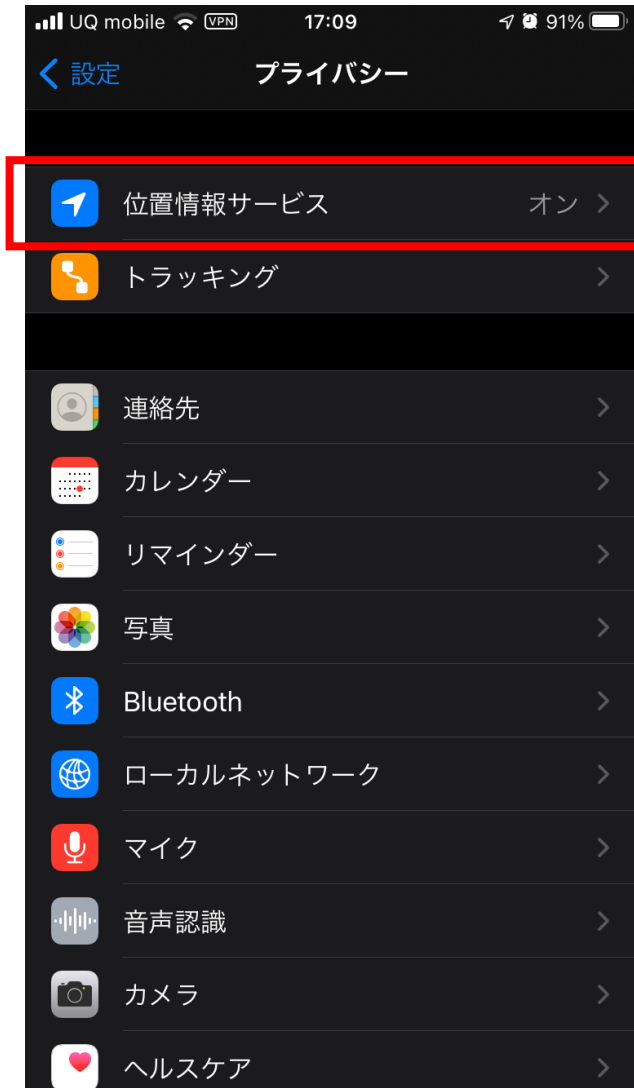 UQ mobile VPN 17:09 91%
設定 プライバシー
位置情報サービス オン
トラッキング
連絡先
カレンダー
リマインダー
写真
Bluetooth
ローカルネットワーク
マイク
音声認識
カメラ
ヘルスケア